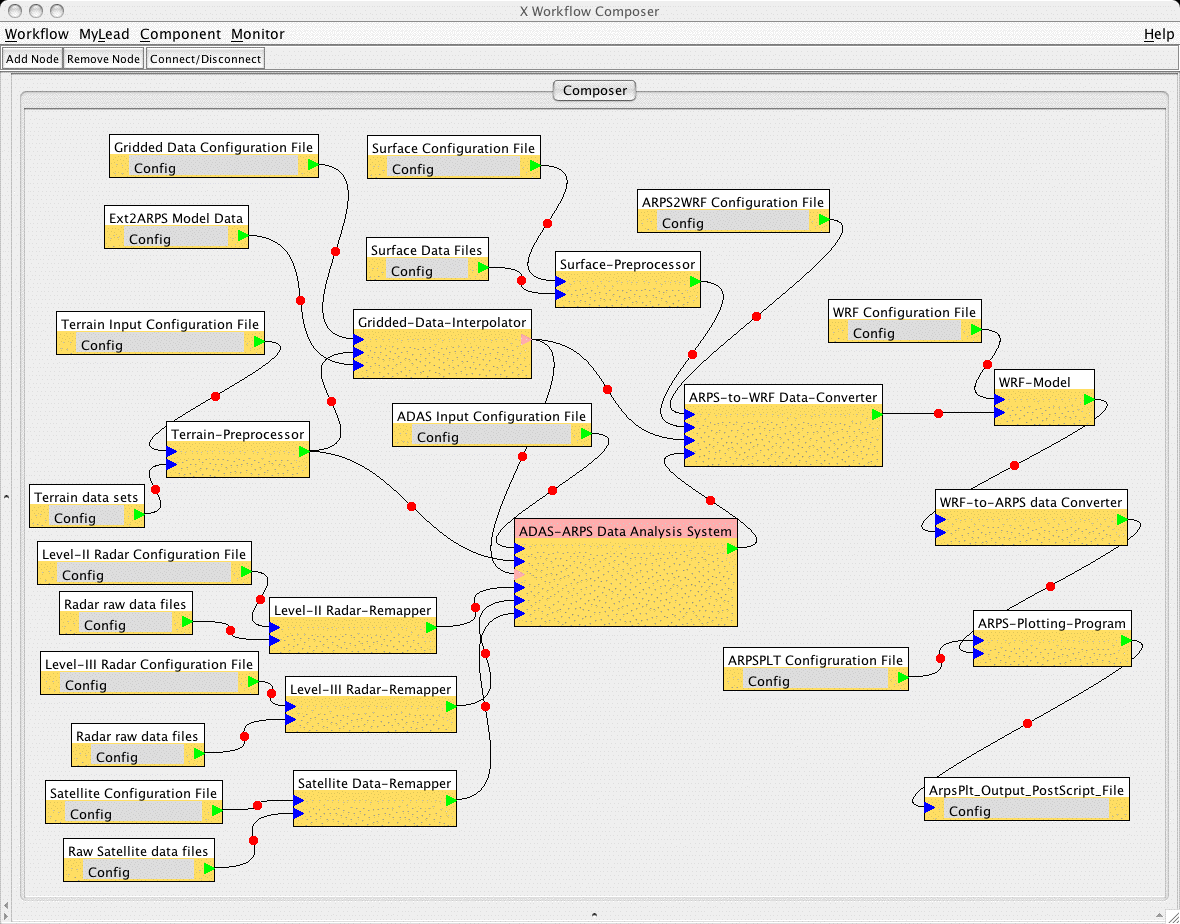 X Workflow Composer
Workflow MyLead Component Monitor Help
Add Node Remove Node Connect/Disconnect
Composer
Gridded Data Configuration File
Config
Surface Configuration File
Config
ARPS2WRF Configuration File
Config
Ext2ARPS Model Data
Config
Surface Data Files
Config
Surface-Preprocessor
WRF Configuration File
Config
Terrain Input Configuration File
Config
Gridded-Data-Interpolator
WRF-Model
ARPS-to-WRF Data-Converter
ADAS Input Configuration File
Config
Terrain-Preprocessor
Terrain data sets
Config
WRF-to-ARPS data Converter
ADAS-ARPS Data Analysis System
Level-II Radar Configuration File
Config
Radar raw data files
Config
Level-II Radar-Remapper
ARPS-Plotting-Program
Level-III Radar Configuration File
Config
ARPSPLT Configruration File
Config
Level-III Radar-Remapper
Radar raw data files
Config
Satellite Data-Remapper
Satellite Configuration File
Config
ArpsPlt_Output_PostScript_File
Config
Raw Satellite data files
Config